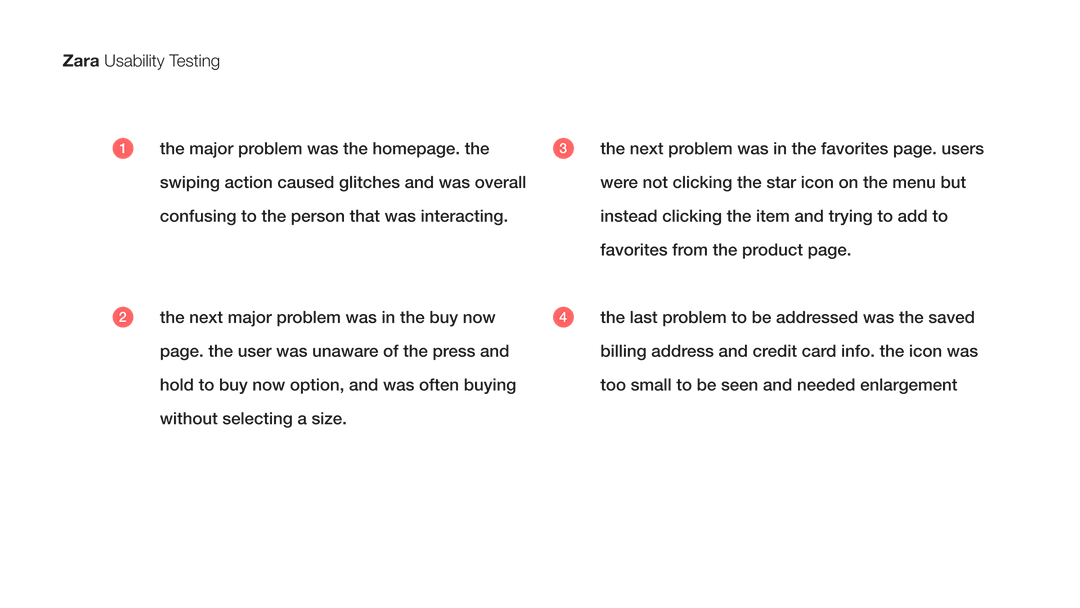 Zara Usability Testing
1
the major problem was the homepage. the
swiping action caused glitches and was overall
confusing to the person that was interacting.
2
the next major problem was in the buy now
page. the user was unaware of the press and
hold to buy now option, and was often buying
without selecting a size.
3
the next problem was in the favorites page. users
were not clicking the star icon on the menu but
instead clicking the item and trying to add to
favorites from the product page.
4
the last problem to be addressed was the saved
billing address and credit card info. the icon was
too small to be seen and needed enlargement